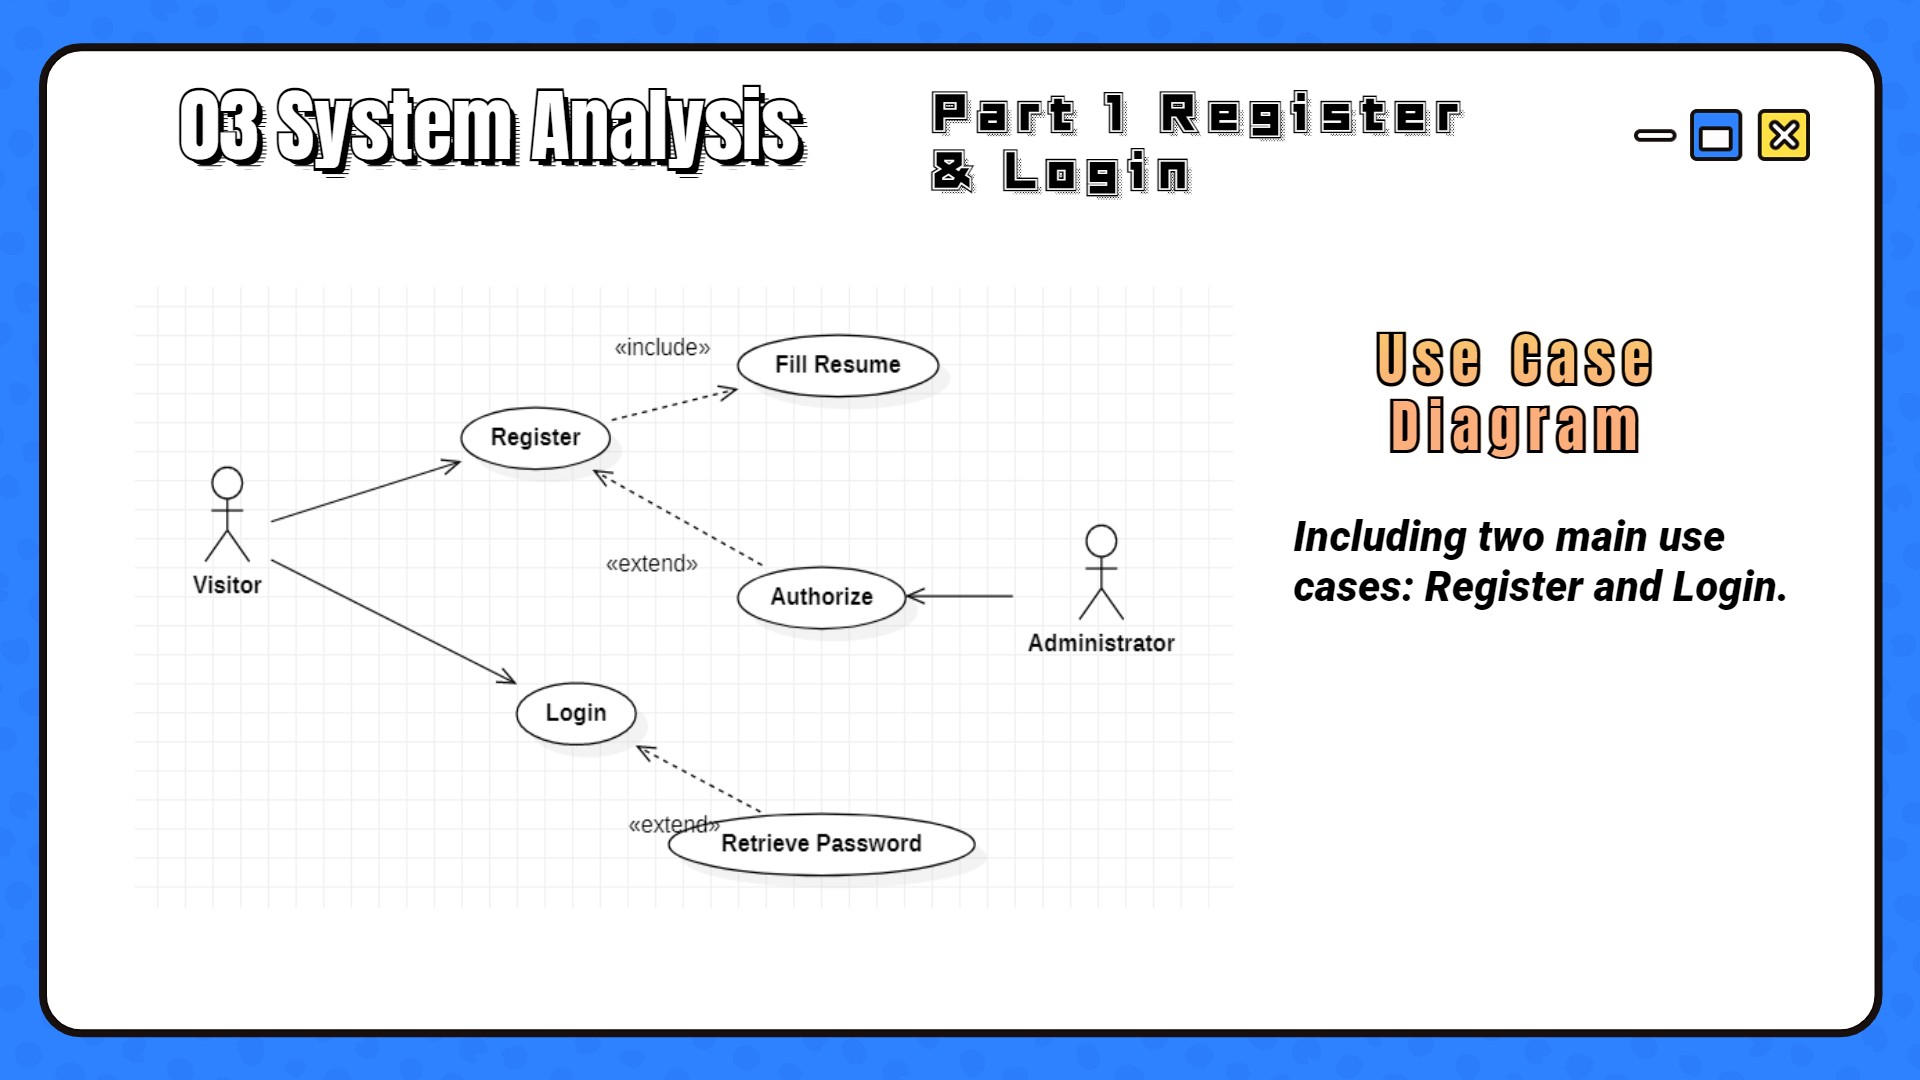 03 System Analysis
Part 1 Register
& Login
«include»
Fill Resume
Register
Visitor
«extend»
Authorize
Administrator
Login
«extend»
Retrieve Password
Use Case
Diagram
Including two main use
cases: Register and Login.